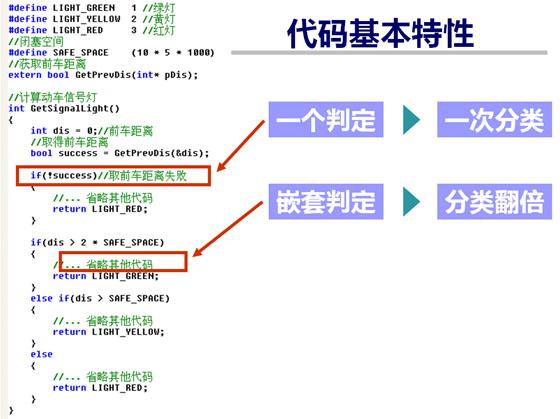 #define LIGHT_GREEN   1 //绿灯
#define LIGHT_YELLOW  2 //黄灯
#define LIGHT_RED     3 //红灯
//闭塞空间
#define SAFE_SPACE    (10 * 5 * 1000)
//获取前车距离
extern bool GetPrevDis(int* pDis);
//计算动车信号灯
int GetSignalLight()
{
    int dis = 0;//前车距离
    //取得前车距离
    bool success = GetPrevDis(&dis);
    if(!success)//取前车距离失败
    {
        //... 省略其他代码
        return LIGHT_RED;
    }
    if(dis > 2 * SAFE_SPACE)
    {
        //... 省略其他代码
        return LIGHT_GREEN;
    }
    else if(dis > SAFE_SPACE)
    {
        //... 省略其他代码
        return LIGHT_YELLOW;
    }
    else
    {
        //... 省略其他代码
        return LIGHT_RED;
    }
}
代码基本特性
一个判定
一次分类
嵌套判定
分类翻倍